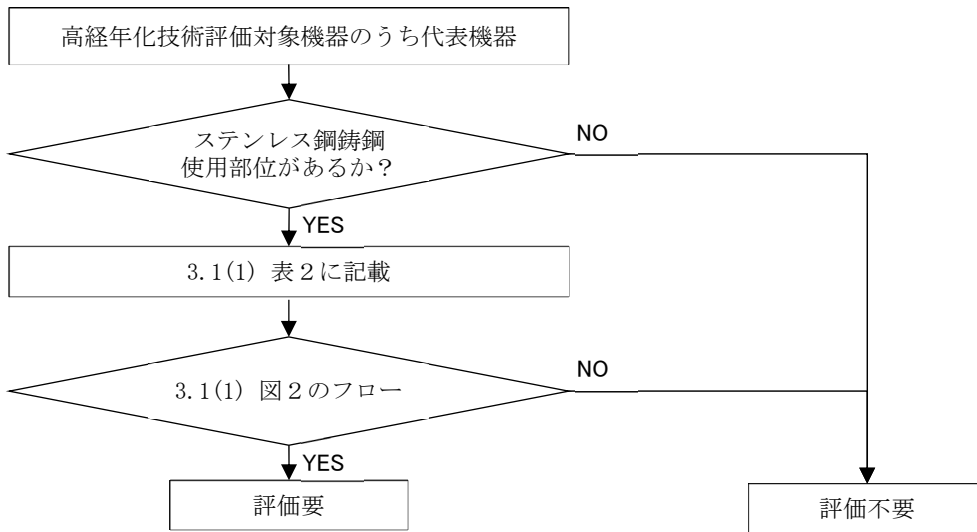 高経年化技術評価対象機器のうち代表機器
ステンレス鋼鋳鋼
使用部位があるか？
NO
YES
3.1(1) 表２に記載
3.1(1) 図２のフロー
NO
YES
評価要
評価不要